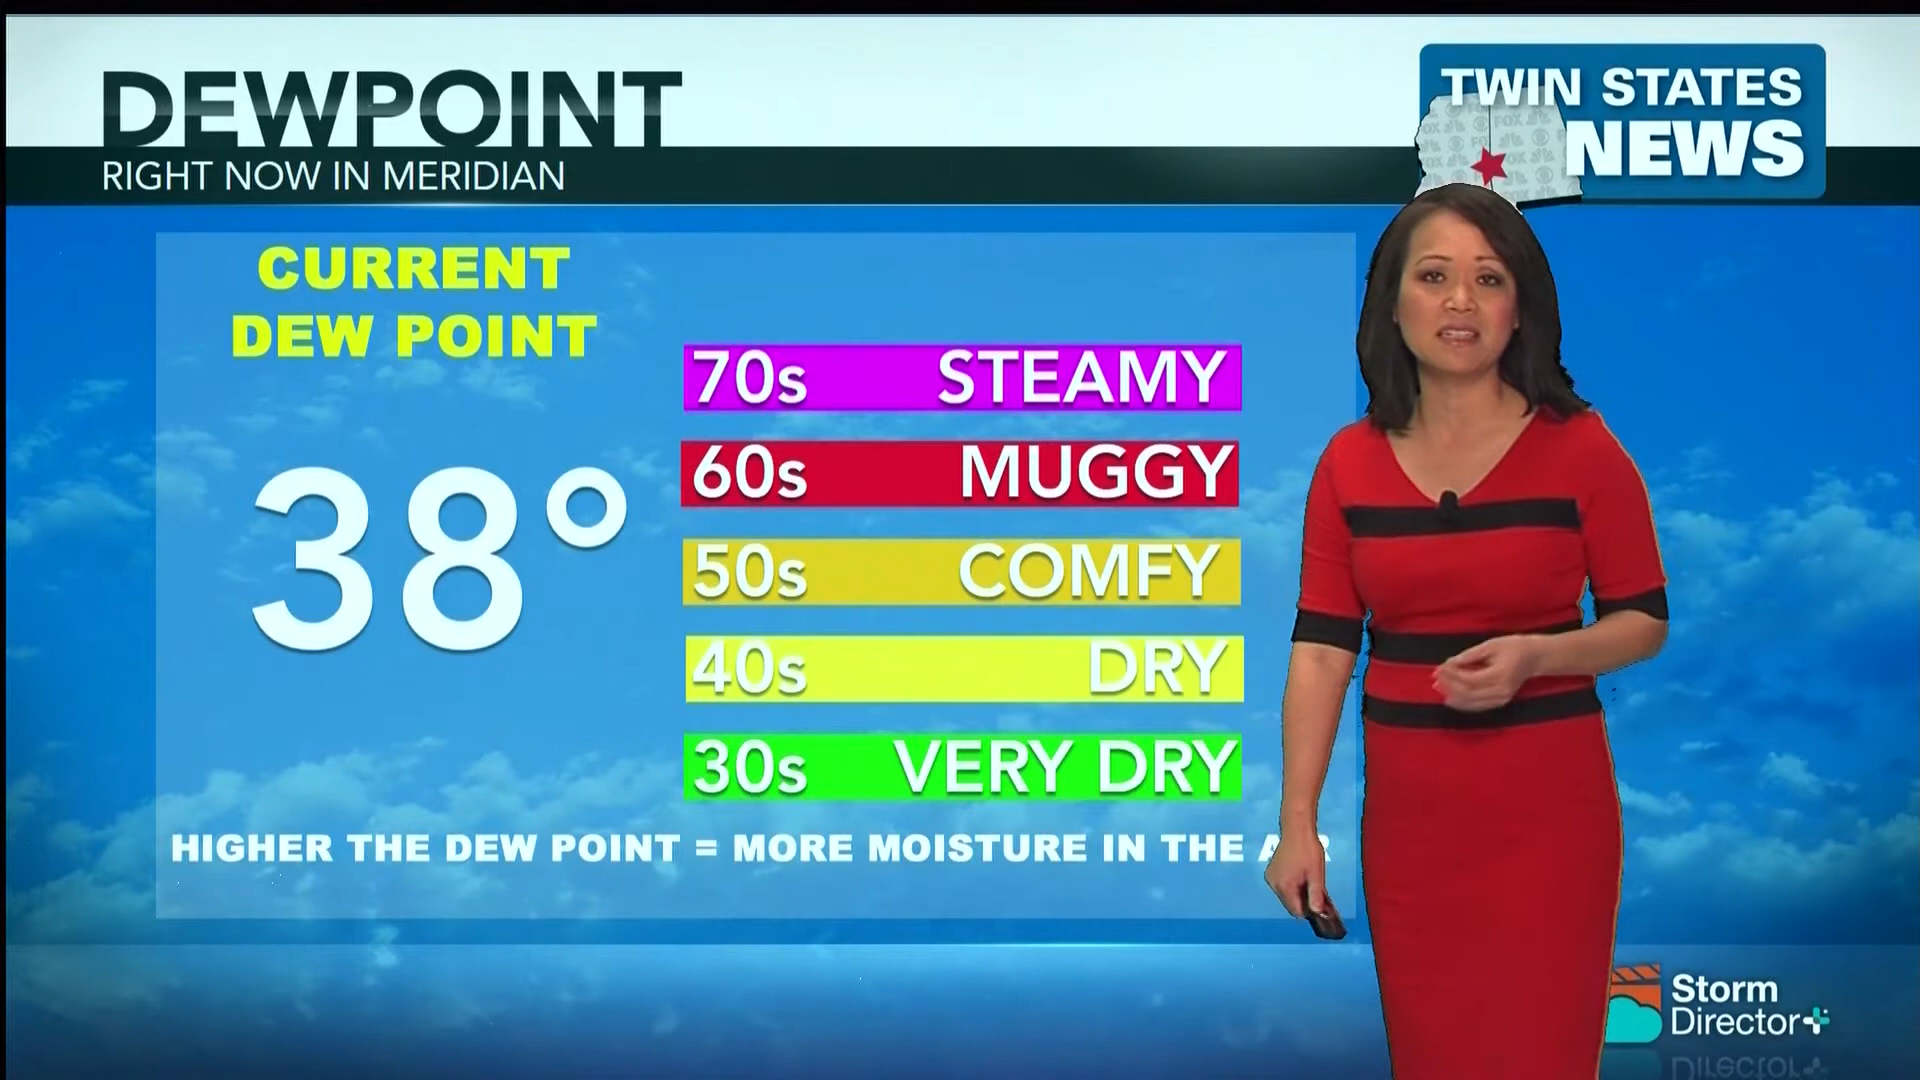 DEWPOINT
RIGHT NOW IN MERIDIAN
TWIN STATES
NEWS
CURRENT
DEW POINT
38°
70s STEAMY
60s MUGGY
50s COMFY
40s DRY
30s VERY DRY
HIGHER THE DEW POINT = MORE MOISTURE IN THE
Storm
Director+